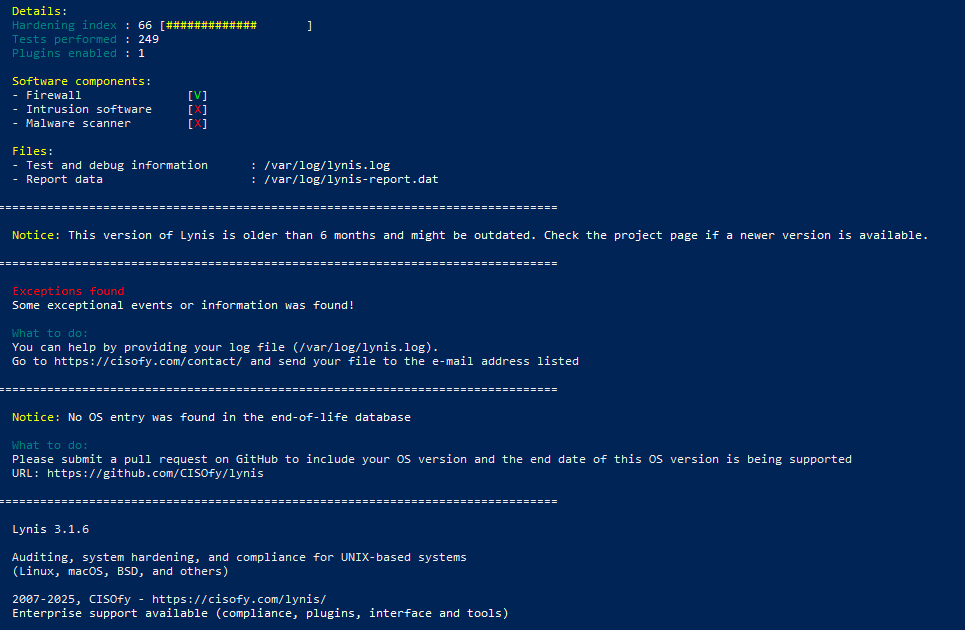 Details:
Hardening index : 66 [#############       ]
Tests performed : 249
Plugins enabled : 1
Software components:
- Firewall               [V]
- Intrusion software     [X]
- Malware scanner        [X]
Files:
- Test and debug information      : /var/log/lynis.log
- Report data                     : /var/log/lynis-report.dat
================================================================================
Notice: This version of Lynis is older than 6 months and might be outdated. Check the project page if a newer version is available.
================================================================================
Exceptions found
Some exceptional events or information was found!
What to do:
You can help by providing your log file (/var/log/lynis.log).
Go to https://cisofy.com/contact/ and send your file to the e-mail address listed
================================================================================
Notice: No OS entry was found in the end-of-life database
What to do:
Please submit a pull request on GitHub to include your OS version and the end date of this OS version is being supported
URL: https://github.com/CISOfy/lynis
================================================================================
Lynis 3.1.6
Auditing, system hardening, and compliance for UNIX-based systems
(Linux, macOS, BSD, and others)
2007-2025, CISOfy - https://cisofy.com/lynis/
Enterprise support available (compliance, plugins, interface and tools)